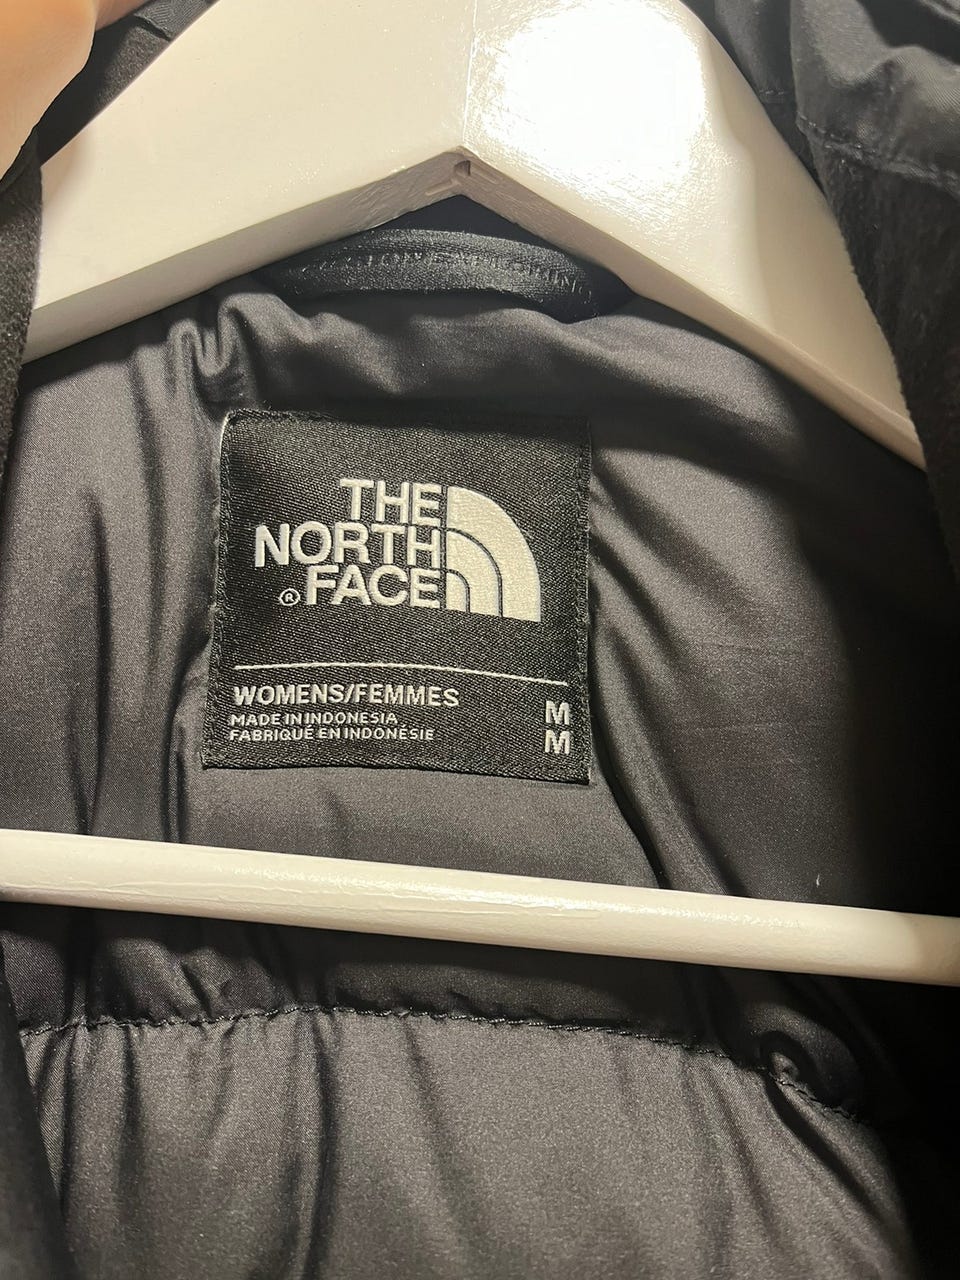 THE
NORTH
® FACE
WOMENS/FEMMES
MADE IN INDONESIA
FABRIQUÉ EN INDONÉSIE
M
M